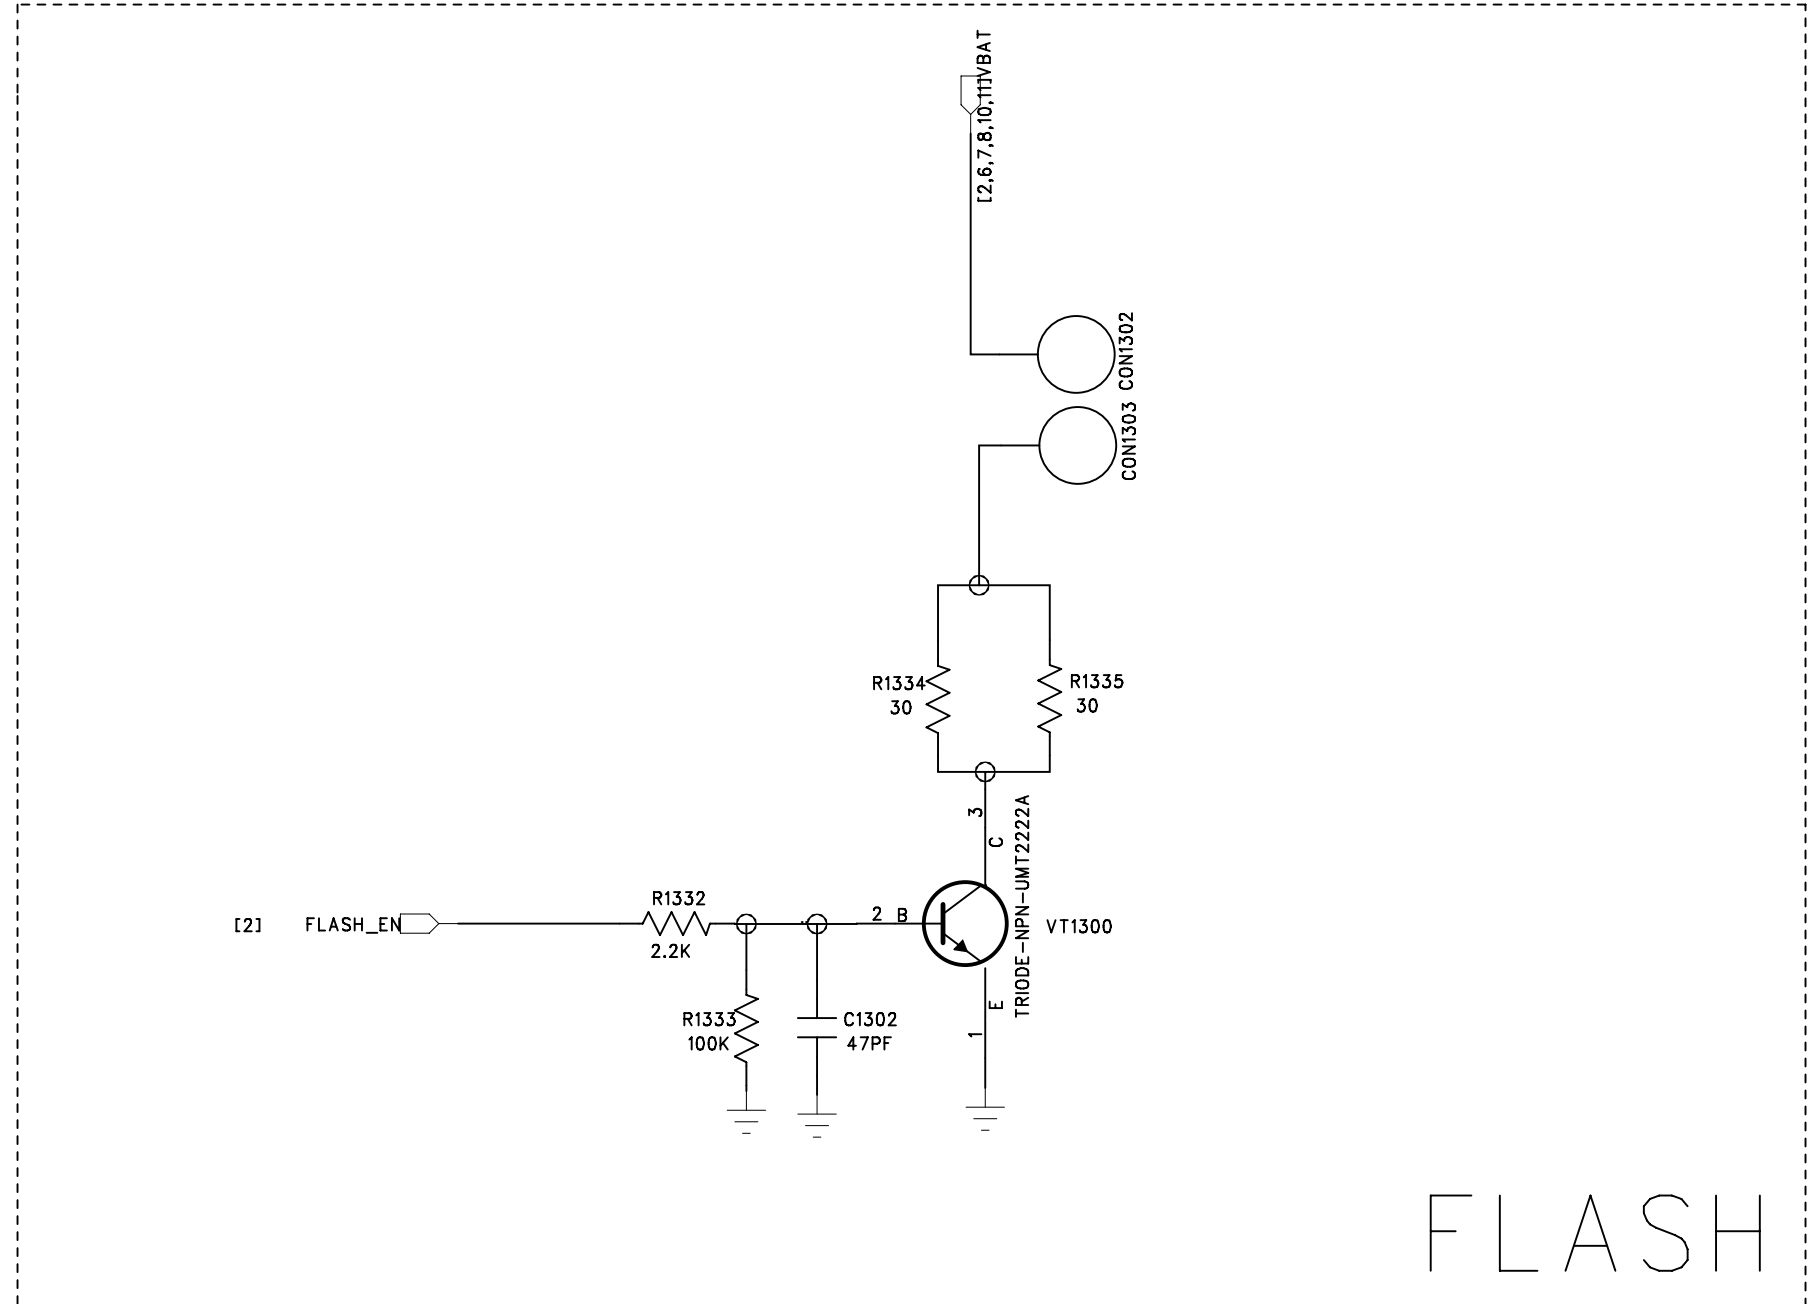 [2,6,7,8,10,11]VBAT
CON1302
CON1303
R1334
30
R1335
30
3
C
TRIODE-NPN-UMT2222A
R1332
2.2K
[2] FLASH_EN
2 B
VT1300
R1333
100K
C1302
47PF
E
1
FLASH